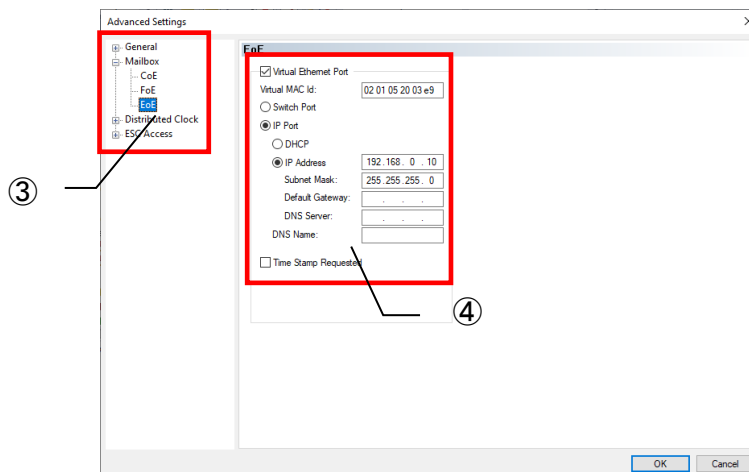 Advanced Settings
General
Mailbox
CoE
FoE
EoE
Distributed Clock
ESC Access
③
EoE
Virtual Ethernet Port
Virtual MAC Id: 02 01 05 20 03 e9
Switch Port
IP Port
DHCP
IP Address 192.168. 0 . 10
Subnet Mask: 255.255.255. 0
Default Gateway: . . .
DNS Server: . . .
DNS Name:
Time Stamp Requested
④
OK Cancel